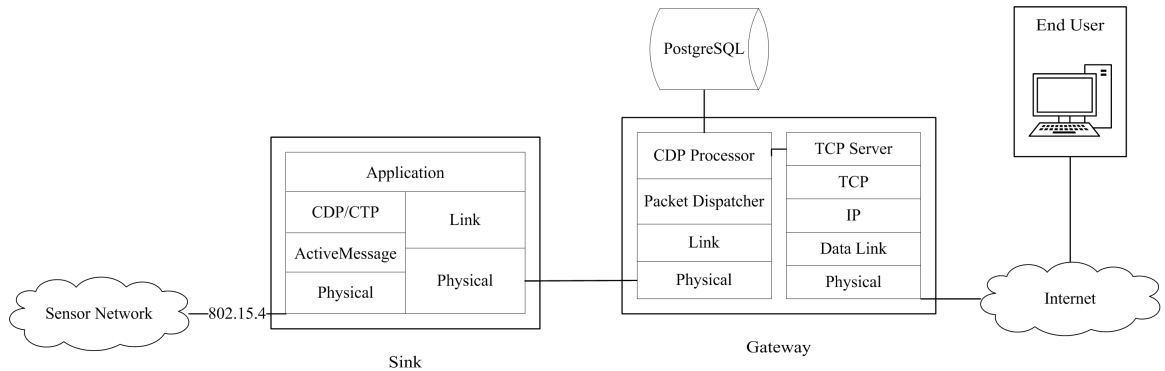 PostgreSQL
End User
CDP Processor
Packet Dispatcher
Link
Physical
TCP Server
TCP
IP
Data Link
Physical
Application
CDP/CTP
ActiveMessage
Physical
Link
Physical
Sensor Network
802.15.4
Internet
Sink
Gateway